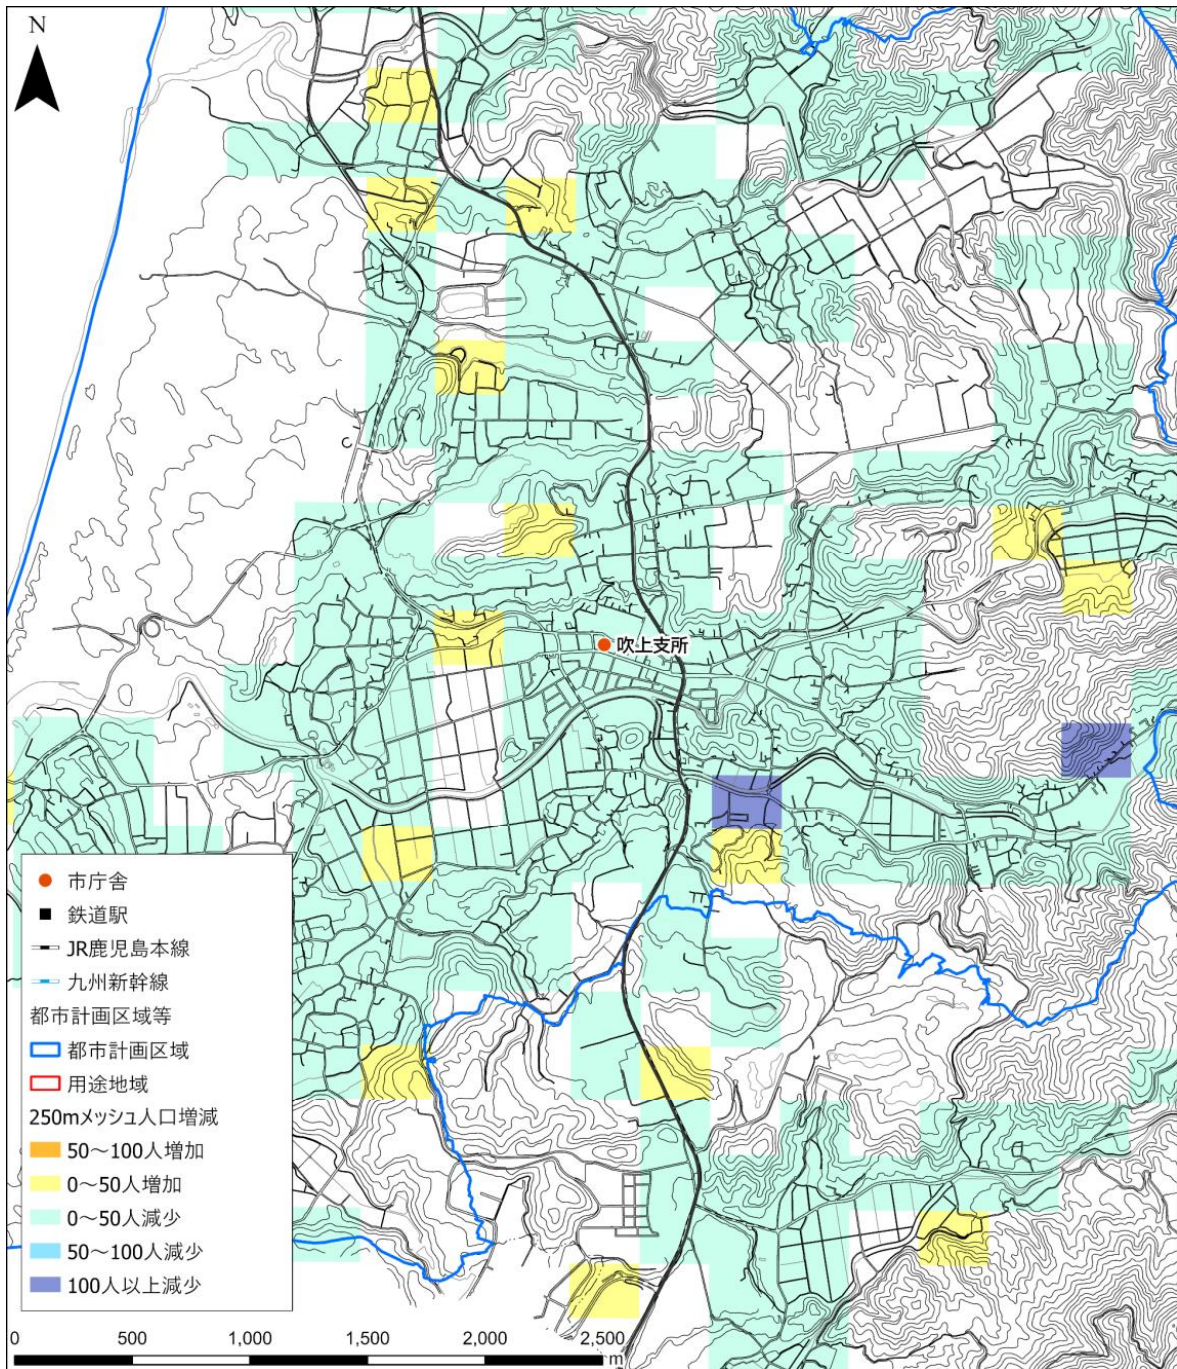 N
吹上支所
市庁舎
鉄道駅
JR鹿児島本線
九州新幹線
都市計画区域等
都市計画区域
用途地域
250mメッシュ人口増減
50～100人増加
0～50人増加
0～50人減少
50～100人減少
100人以上減少
0 500 1,000 1,500 2,000 2,500
m